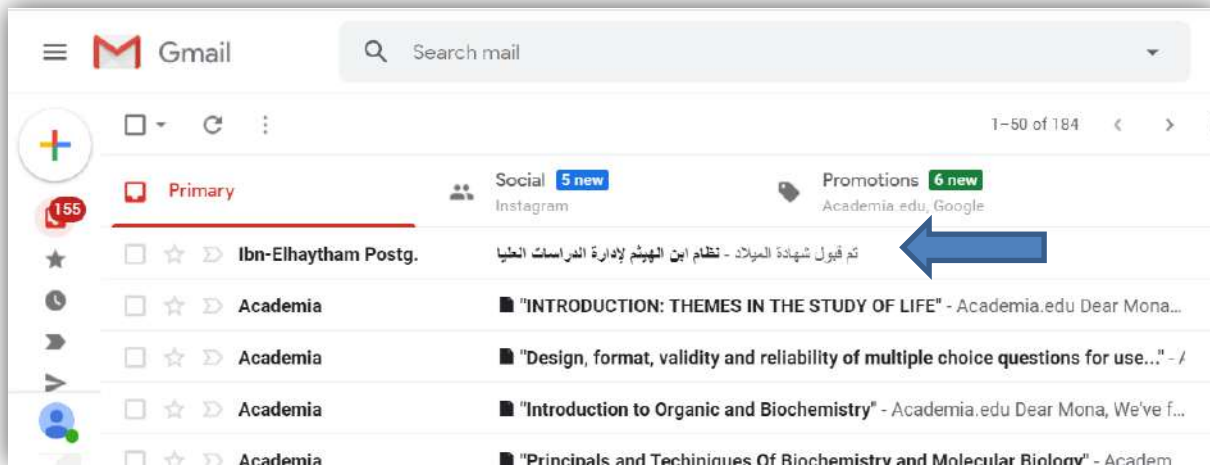 Gmail
Search mail
1-50 of 184
Primary
Social 5 new
Instagram
Promotions 6 new
Academia.edu, Google
155
Ibn-Elhaytham Postg. نظام ابن الهيثم لإدارة الدراسات العليا - تم قبول شهادة الميلاد
Academia "INTRODUCTION: THEMES IN THE STUDY OF LIFE" - Academia.edu Dear Mona...
Academia "Design, format, validity and reliability of multiple choice questions for use..." - A
Academia "Introduction to Organic and Biochemistry" - Academia.edu Dear Mona, We've f...
Academia "Principals and Techiniques Of Biochemistry and Molecular Biology" - Academ